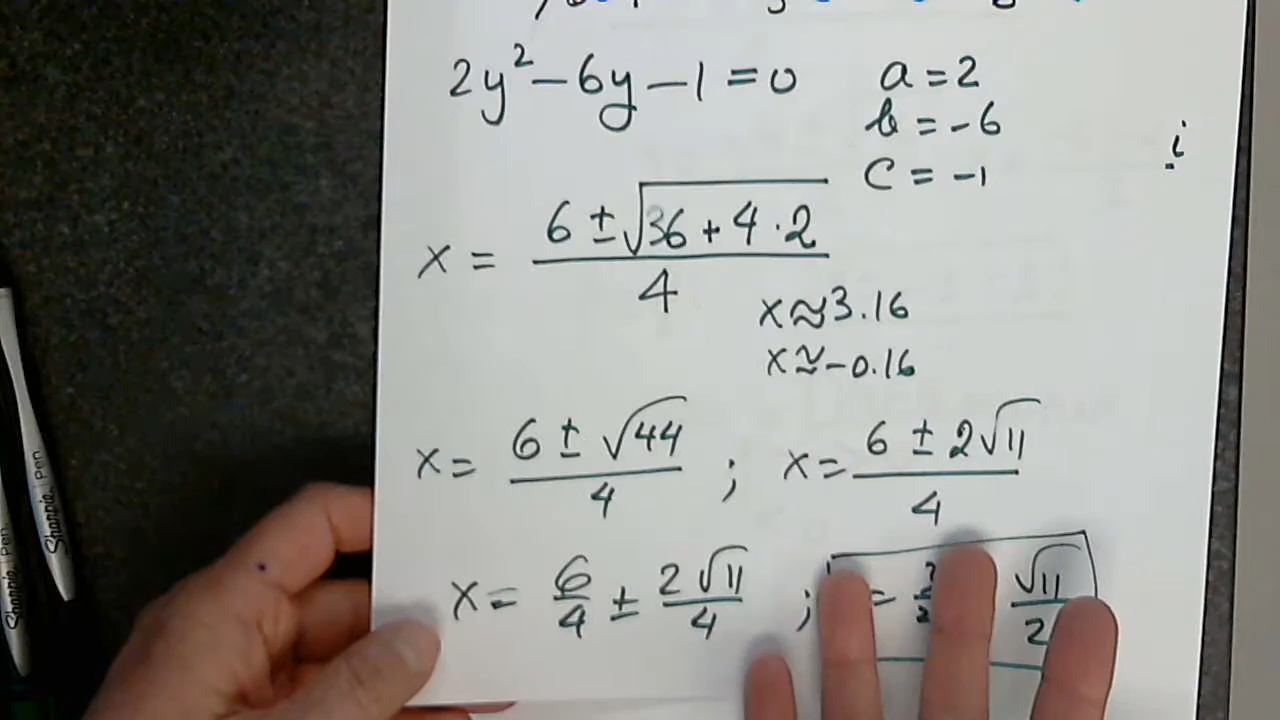 2y² - 6y - 1 = 0
a = 2
b = -6
c = -1
i
x = (6 ± √(36 + 4 · 2)) / 4
x ≈ 3.16
x ≈ -0.16
x = (6 ± √44) / 4 ; x = (6 ± 2√11) / 4
x = 6/4 ± 2√11/4 ; = √11/2
Sharpie Pen
Sharpie Pen